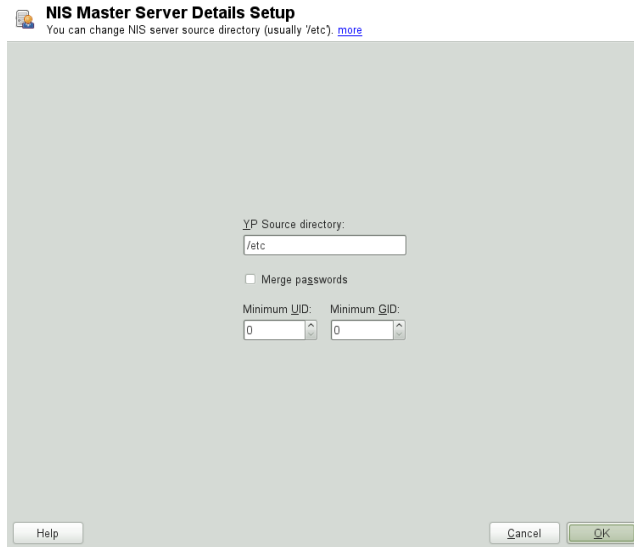 NIS Master Server Details Setup
You can change NIS server source directory (usually '/etc'). more
YP Source directory:
/etc
Merge passwords
Minimum UID: Minimum GID:
0 0
Help Cancel OK